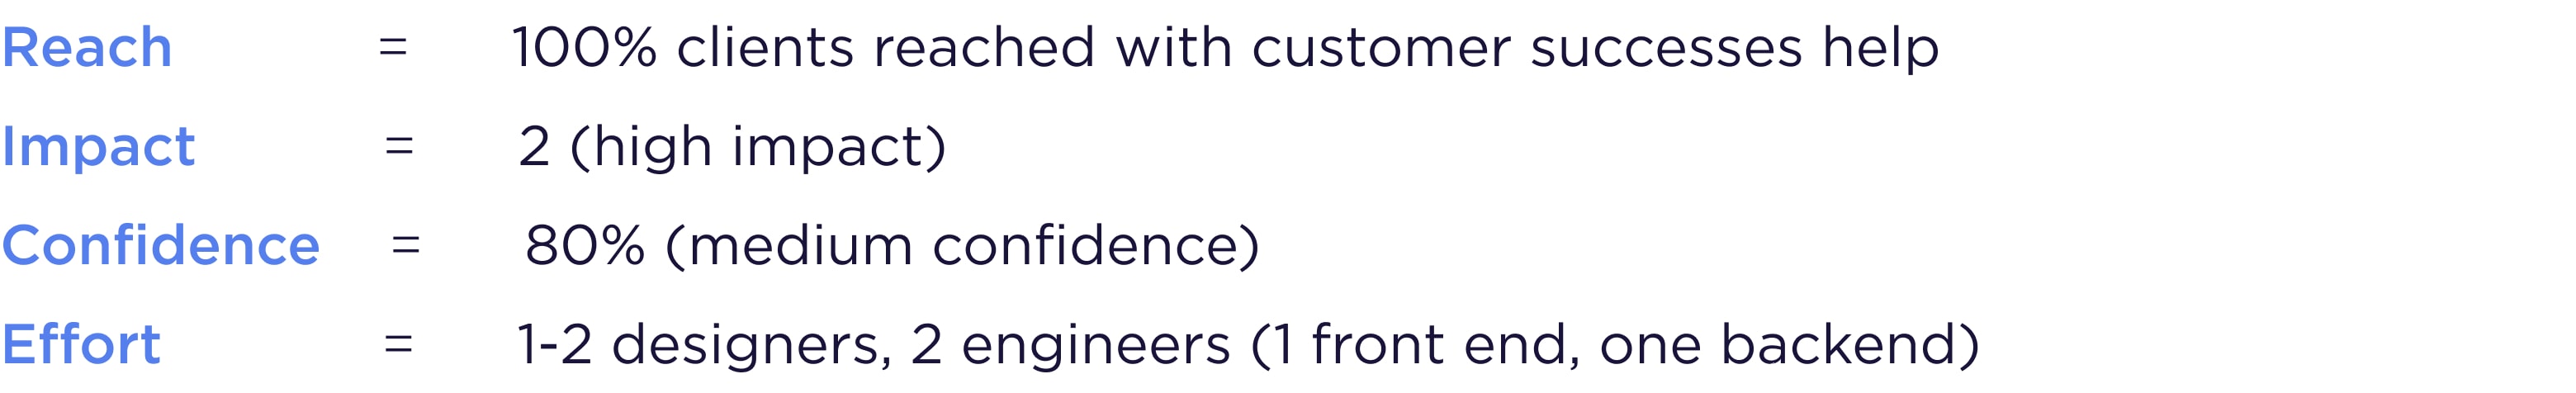 Reach = 100% clients reached with customer successes help
Impact = 2 (high impact)
Confidence = 80% (medium confidence)
Effort = 1-2 designers, 2 engineers (1 front end, one backend)